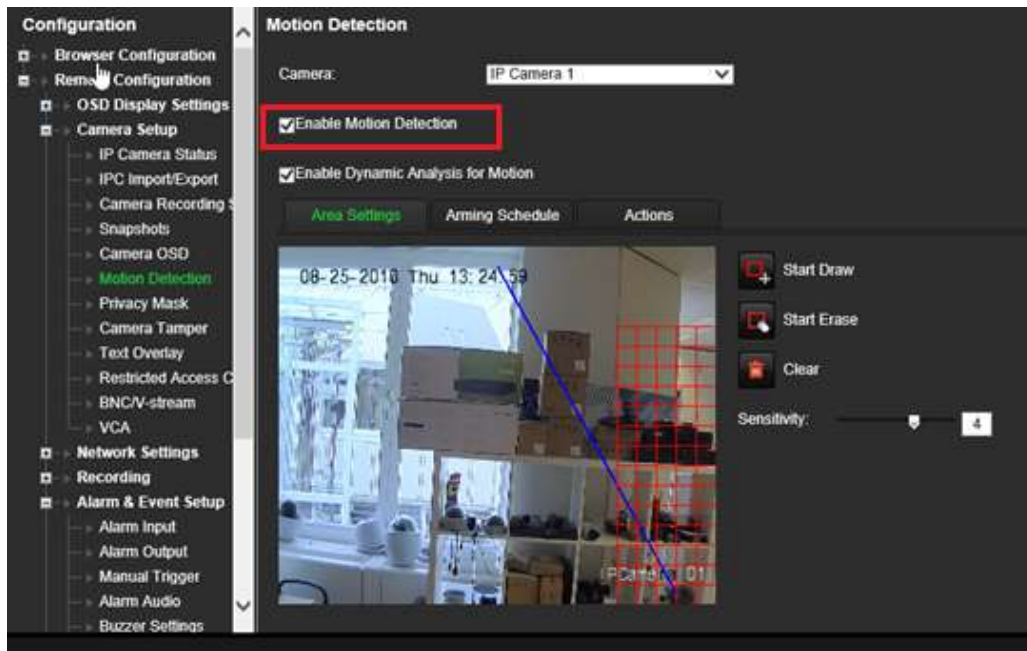 Configuration
Browser Configuration
Configuration
OSD Display Settings
Camera Setup
IP Camera Status
IPC Import/Export
Camera Recording S
Snapshots
Camera OSD
Motion Detection
Privacy Mask
Camera Tamper
Text Overlay
Restricted Access C
BNC/V-stream
VCA
Network Settings
Recording
Alarm & Event Setup
Alarm Input
Alarm Output
Manual Trigger
Alarm Audio
Buzzer Settings
Motion Detection
Camera:
IP Camera 1
Enable Motion Detection
Enable Dynamic Analysis for Motion
Area Settings
Arming Schedule
Actions
Thu 13:24:59
Start Draw
Start Erase
Clear
Sensitivity:
4
IPCamera 01